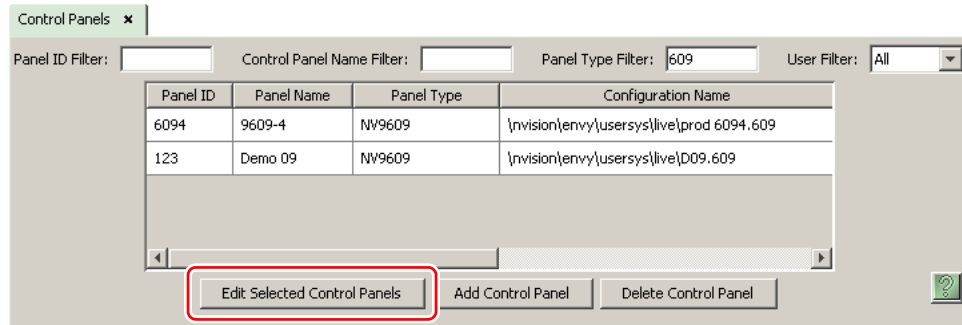 Control Panels ×
Panel ID Filter: Control Panel Name Filter: Panel Type Filter: 609 User Filter: All
Panel ID Panel Name Panel Type Configuration Name
6094 9609-4 NV9609 \nvision\envy\usersys\live\prod 6094.609
123 Demo 09 NV9609 \nvision\envy\usersys\live\D09.609
Edit Selected Control Panels Add Control Panel Delete Control Panel ?